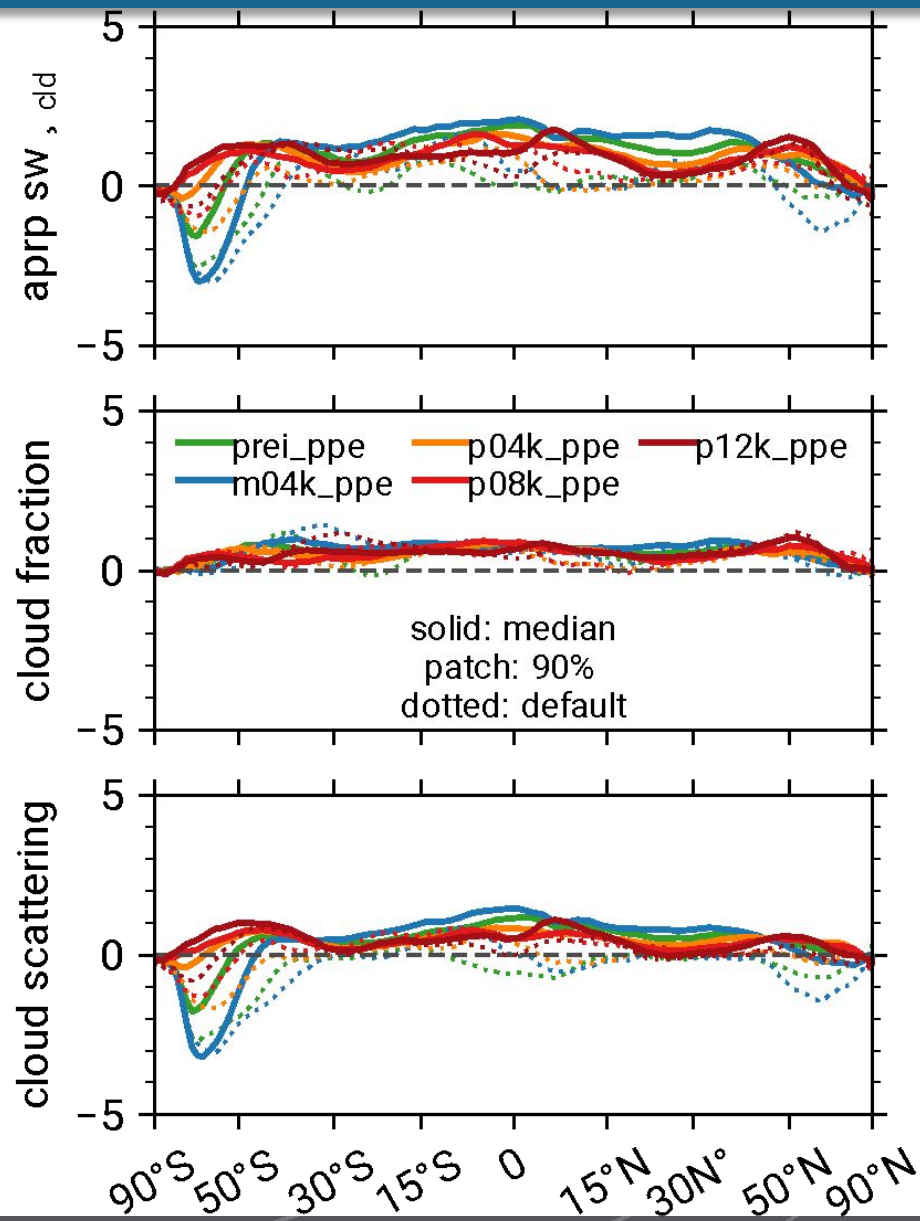 5
aprp sw , cld
0
−5
5
prei_ppe p04k_ppe p12k_ppe
m04k_ppe p08k_ppe
cloud fraction
0
solid: median
patch: 90%
dotted: default
−5
5
cloud scattering
0
−5
90°S 50°S 30°S 15°S 0 15°N 30N° 50°N 90°N